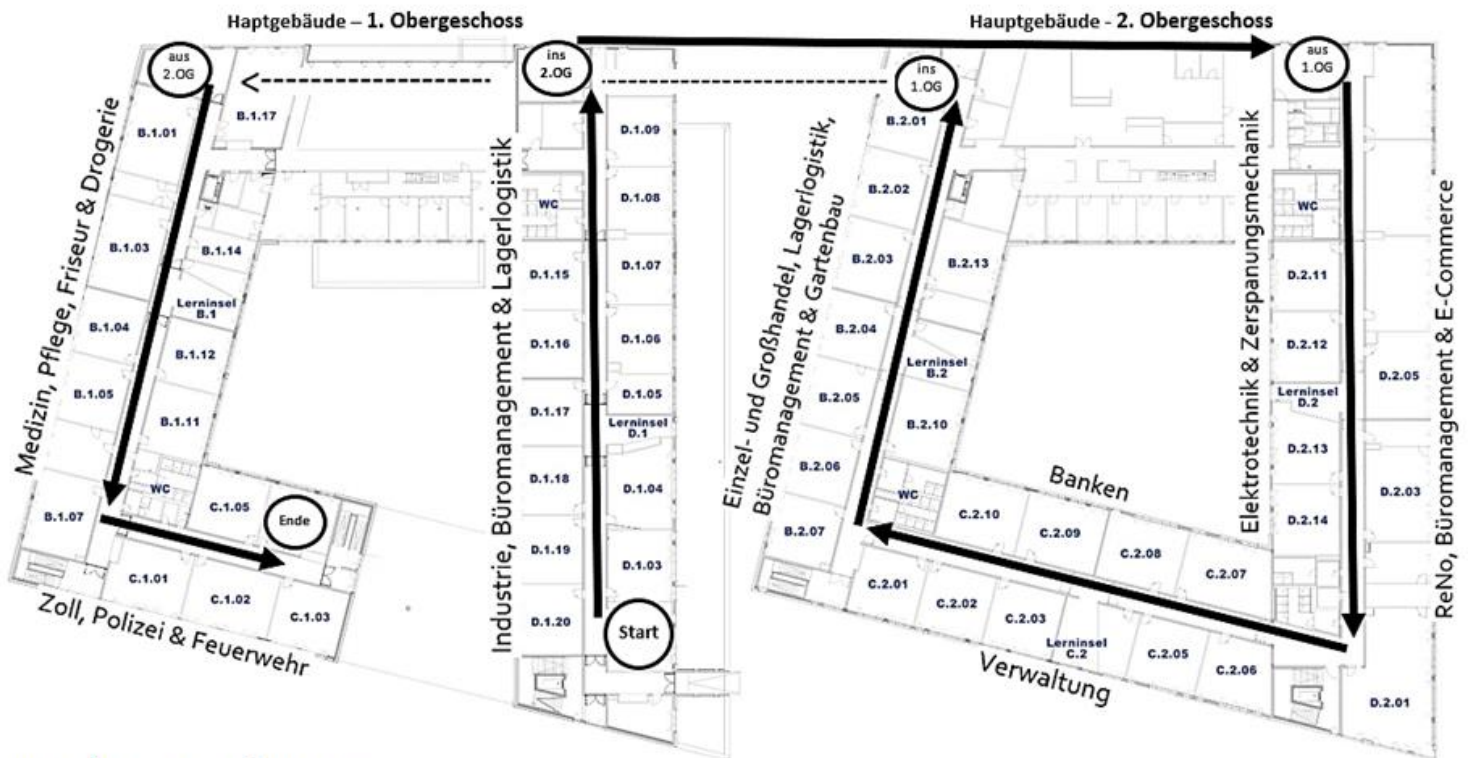 Haptgebäude – 1. Obergeschoss
Hauptgebäude - 2. Obergeschoss
aus
2.OG
ins
2.OG
ins
1.OG
aus
1.OG
B.1.01
B.1.17
B.1.03
B.1.14
Lerninsel
B.1
B.1.04
B.1.12
B.1.05
B.1.11
WC
B.1.07
C.1.05
Ende
C.1.01
C.1.02
C.1.03
Medizin, Pflege, Friseur & Drogerie
Zoll, Polizei & Feuerwehr
Industrie, Büromanagement & Lagerlogistik
WC
D.1.15
D.1.16
D.1.17
D.1.18
D.1.19
D.1.20
D.1.09
D.1.08
D.1.07
D.1.06
D.1.05
Lerninsel
D.1
D.1.04
D.1.03
Start
Einzel- und Großhandel, Lagerlogistik,
Büromanagement & Gartenbau
B.2.01
B.2.02
B.2.03
B.2.13
B.2.04
Lerninsel
B.2
B.2.05
B.2.10
B.2.06
WC
B.2.07
Banken
C.2.10
C.2.09
C.2.08
C.2.07
C.2.01
C.2.02
C.2.03
Lerninsel
C.2
C.2.05
C.2.06
Verwaltung
Elektrotechnik & Zerspanungsmechanik
WC
D.2.11
D.2.12
Lerninsel
D.2
D.2.13
D.2.14
D.2.05
D.2.03
D.2.01
ReNo, Büromanagement & E-Commerce